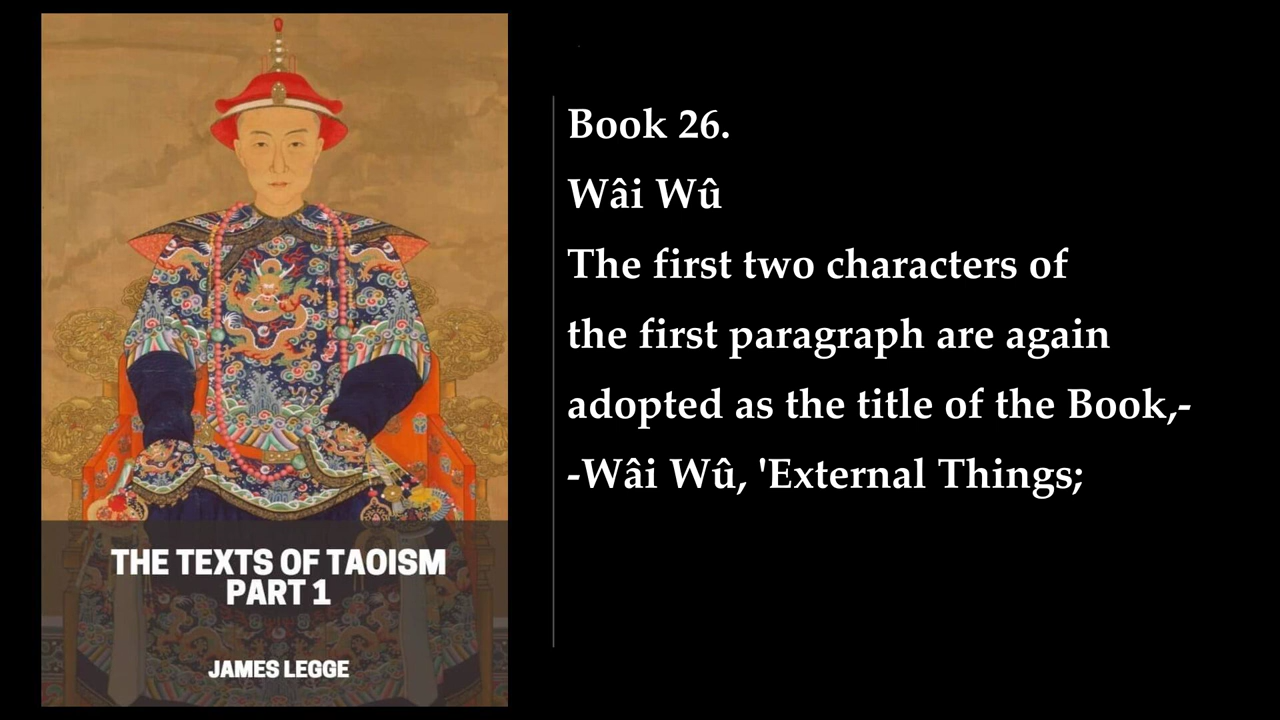 Book 26.
Wâi Wû
The first two characters of
the first paragraph are again
adopted as the title of the Book,-
-Wâi Wû, 'External Things;
THE TEXTS OF TAOISM
PART 1
JAMES LEGGE